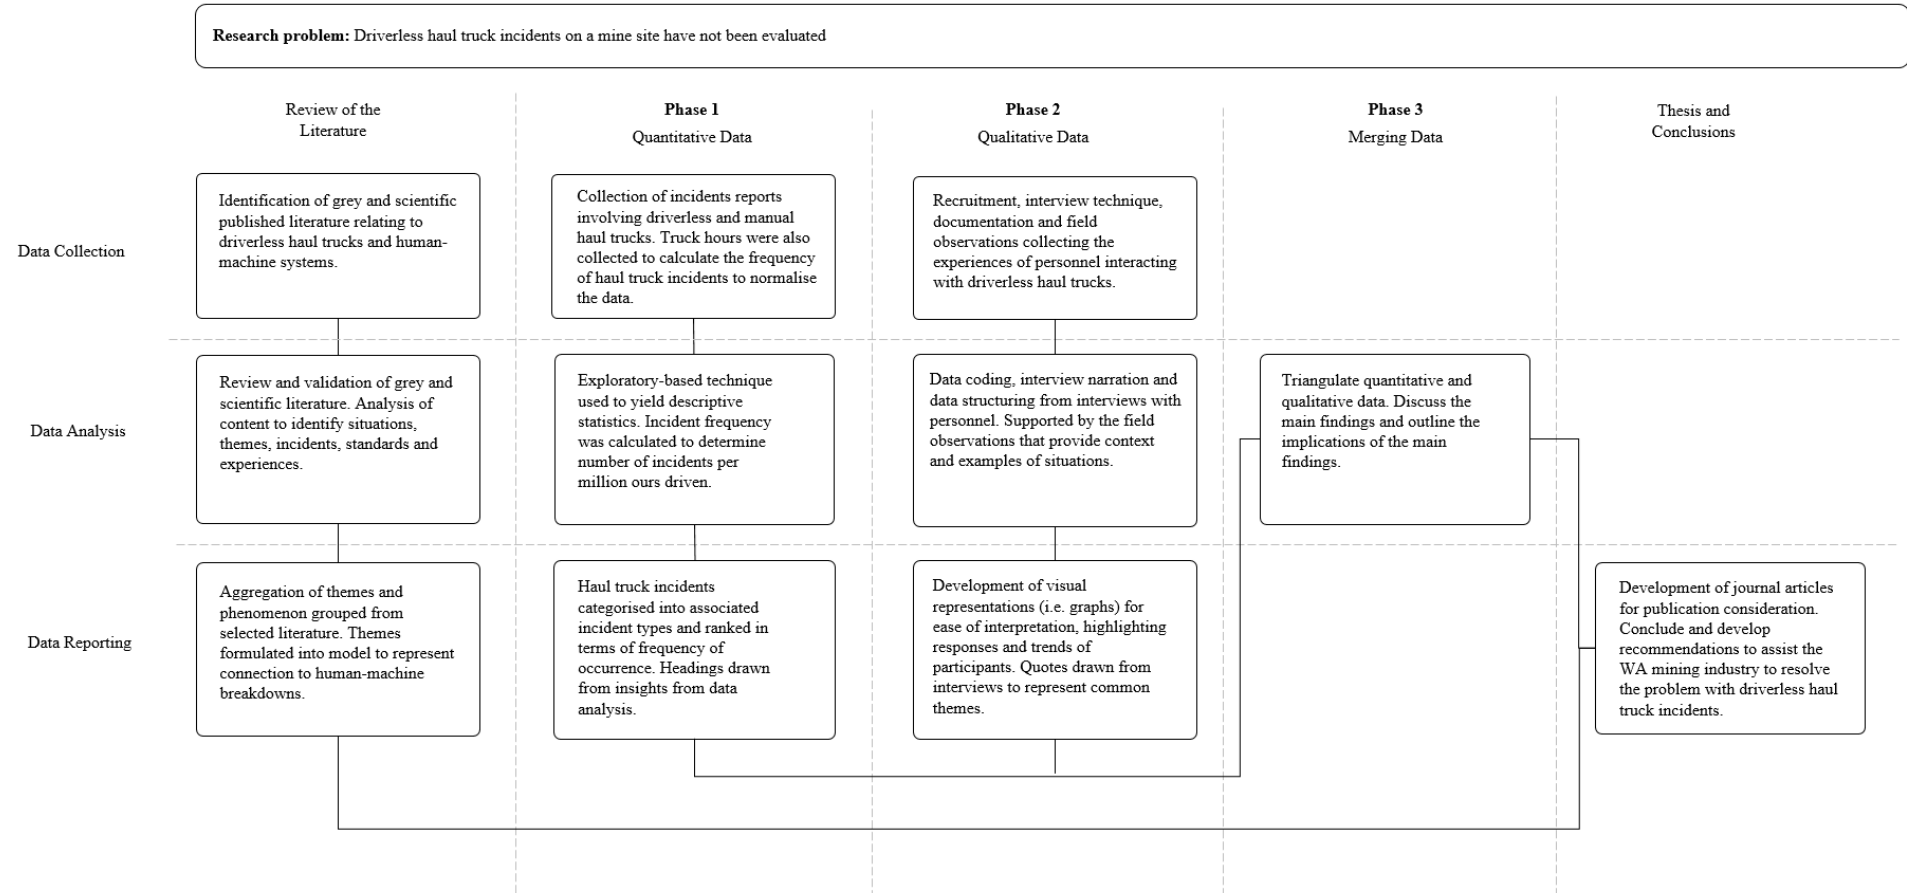 Research problem: Driverless haul truck incidents on a mine site have not been evaluated
Review of the
Literature
Phase 1
Quantitative Data
Phase 2
Qualitative Data
Phase 3
Merging Data
Thesis and
Conclusions
Data Collection
Identification of grey and scientific
published literature relating to
driverless haul trucks and human-
machine systems.
Collection of incidents reports
involving driverless and manual
haul trucks. Truck hours were also
collected to calculate the frequency
of haul truck incidents to normalise
the data.
Recruitment, interview technique,
documentation and field
observations collecting the
experiences of personnel interacting
with driverless haul trucks.
Data Analysis
Review and validation of grey and
scientific literature. Analysis of
content to identify situations,
themes, incidents, standards and
experiences.
Exploratory-based technique
used to yield descriptive
statistics. Incident frequency
was calculated to determine
number of incidents per
million ours driven.
Data coding, interview narration and
data structuring from interviews with
personnel. Supported by the field
observations that provide context
and examples of situations.
Triangulate quantitative and
qualitative data. Discuss the
main findings and outline the
implications of the main
findings.
Data Reporting
Aggregation of themes and
phenomenon grouped from
selected literature. Themes
formulated into model to represent
connection to human-machine
breakdowns.
Haul truck incidents
categorised into associated
incident types and ranked in
terms of frequency of
occurrence. Headings drawn
from insights from data
analysis.
Development of visual
representations (i.e. graphs) for
ease of interpretation, highlighting
responses and trends of
participants. Quotes drawn from
interviews to represent common
themes.
Development of journal articles
for publication consideration.
Conclude and develop
recommendations to assist the
WA mining industry to resolve
the problem with driverless haul
truck incidents.